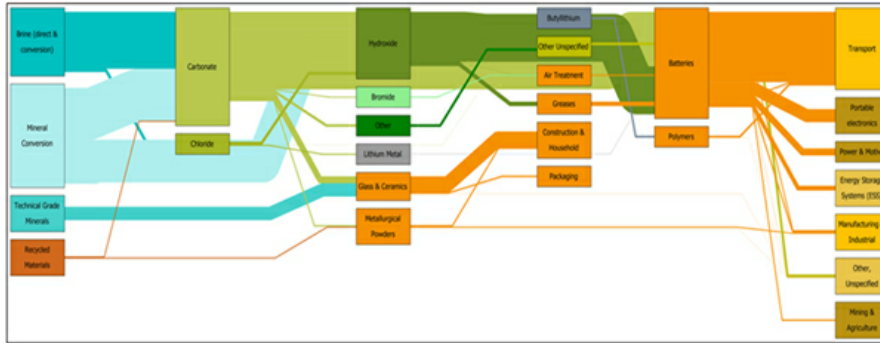 Brine (direct &
conversion)
Mineral
Conversion
Technical Grade
Minerals
Recycled
Materials
Carbonate
Chloride
Hydroxide
Bromide
Other
Lithium Metal
Glass & Ceramics
Metallurgical
Powders
Butyllithium
Other Unspecified
Air Treatment
Greases
Construction &
Household
Packaging
Batteries
Polymers
Transport
Portable
electronics
Power & Motiv
Energy Storag
Systems (ESS
Manufacturing
Industrial
Other,
Unspecified
Mining &
Agriculture